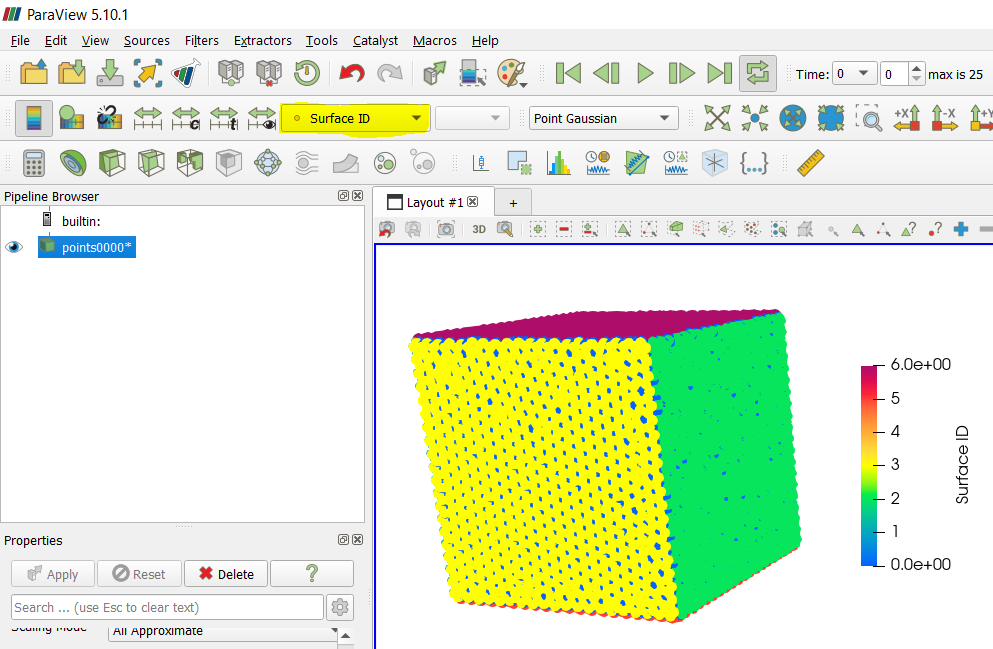 ParaView 5.10.1
File Edit View Sources Filters Extractors Tools Catalyst Macros Help
Time: 0 0 max is 25
c t Surface ID Point Gaussian +X -X +Y
Pipeline Browser
Layout #1 +
builtin:
3D
points0000*
6.0e+00
5
4
3
2
1
0.0e+00
Surface ID
Properties
Apply Reset Delete ?
Search ... (use Esc to clear text)
Scaling Mode All Approximate